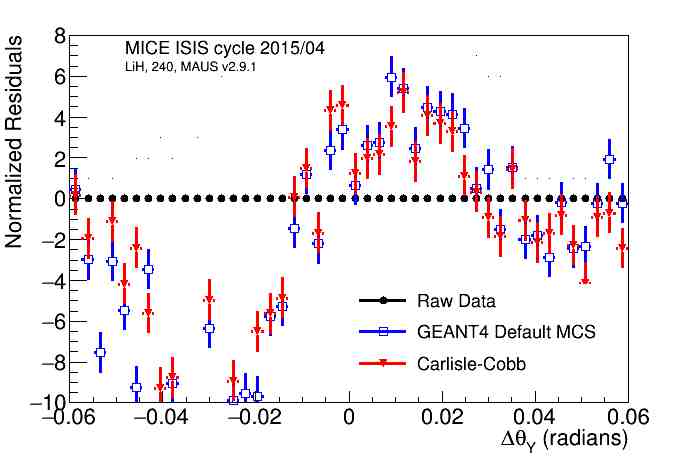 MICE ISIS cycle 2015/04
LiH, 240, MAUS v2.9.1
Normalized Residuals
8
6
4
2
0
−2
−4
−6
−8
−10
Raw Data
GEANT4 Default MCS
Carlisle-Cobb
−0.06 −0.04 −0.02 0 0.02 0.04 0.06
Δθ_Y (radians)